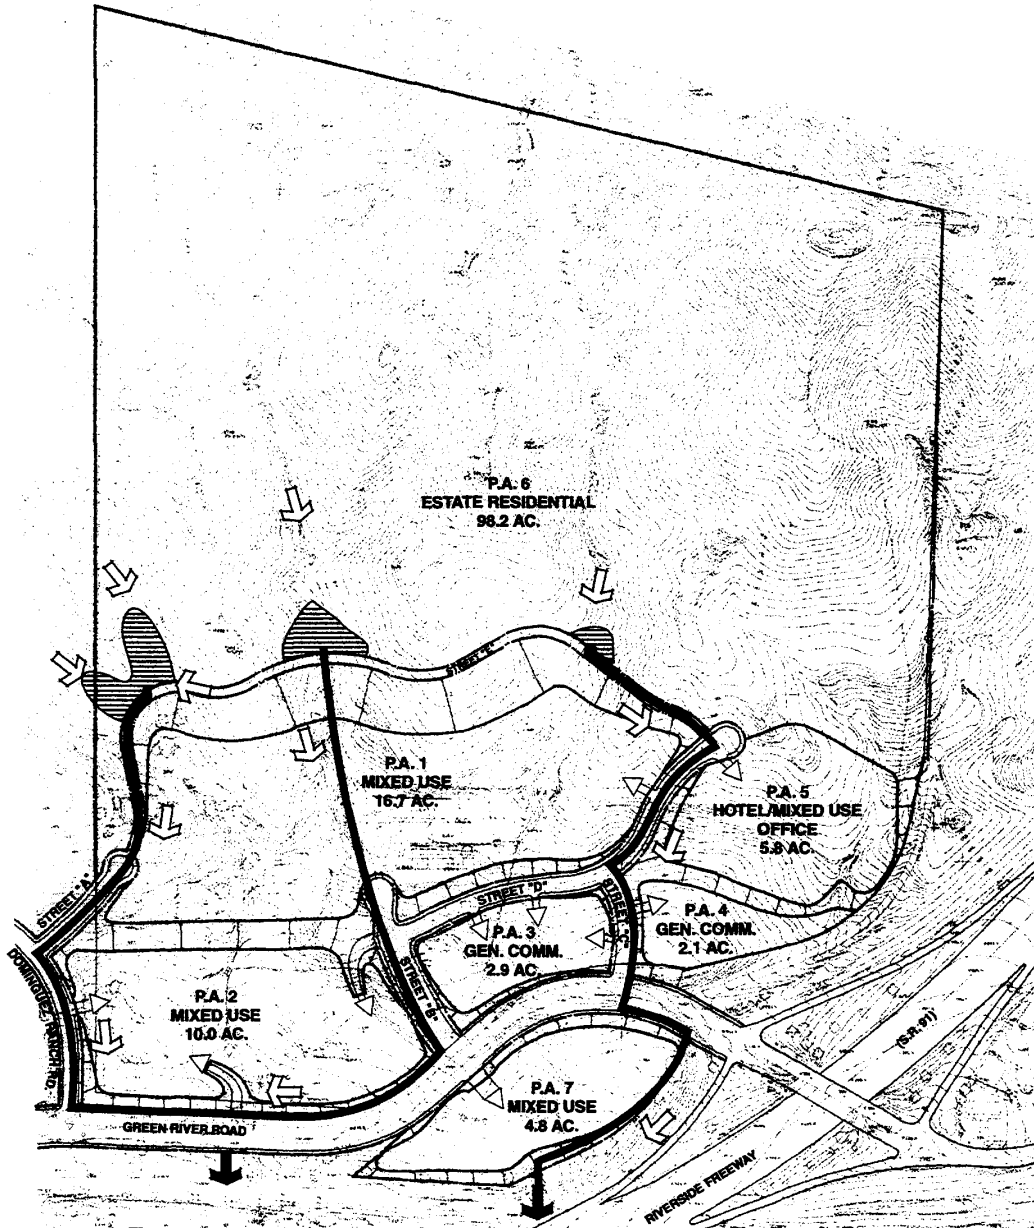 P.A. 6
ESTATE RESIDENTIAL
98.2 AC.
STREET "E"
P.A. 1
MIXED USE
16.7 AC.
P.A. 5
HOTEL/MIXED USE
OFFICE
5.8 AC.
STREET "A"
STREET "D"
STREET "C"
P.A. 4
GEN. COMM.
2.1 AC.
P.A. 3
GEN. COMM.
2.9 AC.
STREET "B"
DOMINGUEZ RANCH RD.
P.A. 2
MIXED USE
10.0 AC.
(S.R. 91)
P.A. 7
MIXED USE
4.8 AC.
GREEN RIVER ROAD
RIVERSIDE FREEWAY